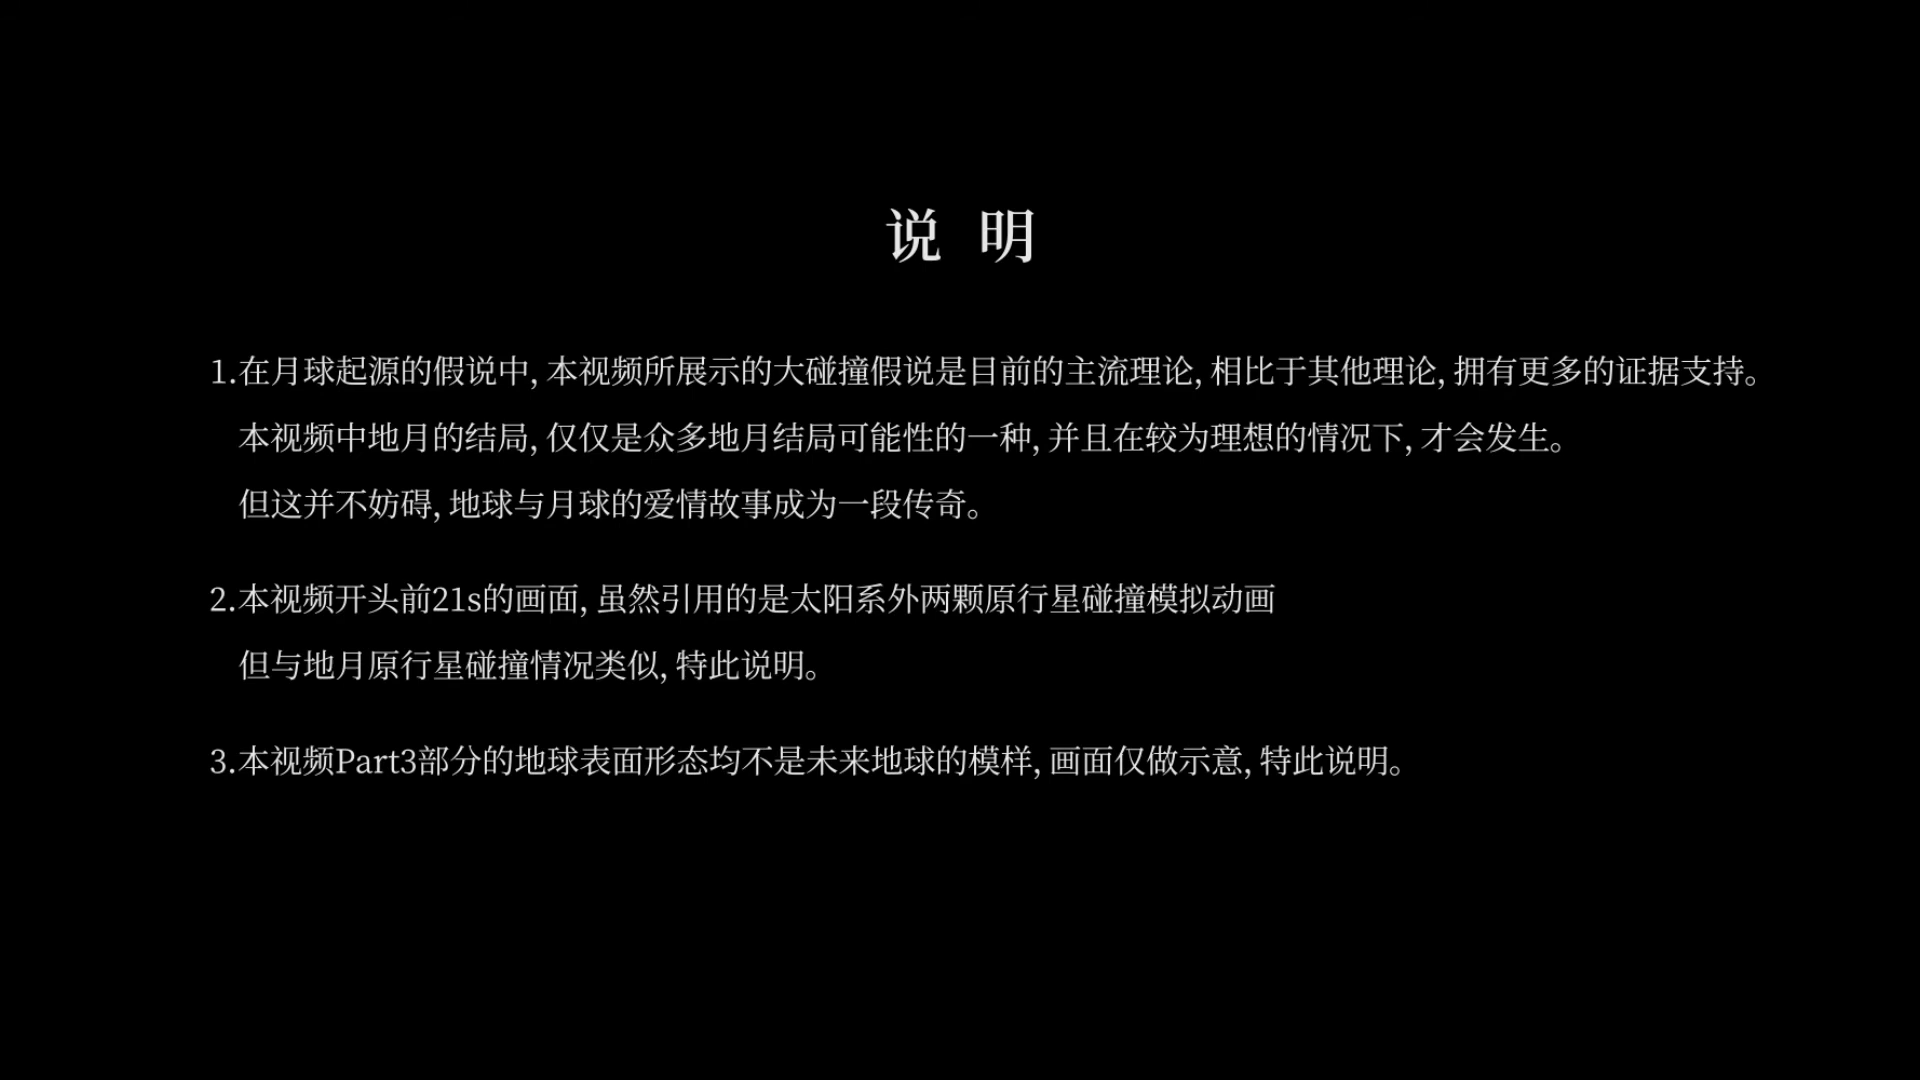 说 明
1.在月球起源的假说中, 本视频所展示的大碰撞假说是目前的主流理论, 相比于其他理论, 拥有更多的证据支持。
本视频中地月的结局, 仅仅是众多地月结局可能性的一种, 并且在较为理想的情况下, 才会发生。
但这并不妨碍, 地球与月球的爱情故事成为一段传奇。
2.本视频开头前21s的画面, 虽然引用的是太阳系外两颗原行星碰撞模拟动画
但与地月原行星碰撞情况类似, 特此说明。
3.本视频Part3部分的地球表面形态均不是未来地球的模样, 画面仅做示意, 特此说明。